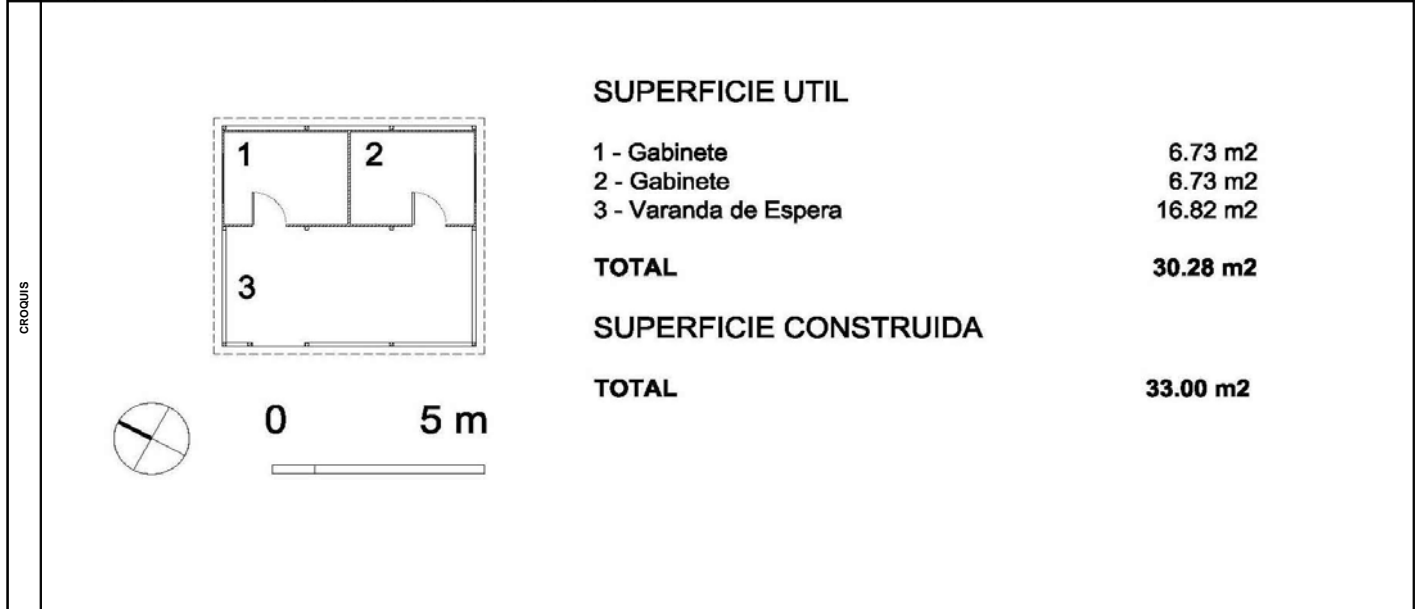 CROQUIS
1
2
3
0 5 m
SUPERFICIE UTIL
1 - Gabinete 6.73 m2
2 - Gabinete 6.73 m2
3 - Varanda de Espera 16.82 m2
TOTAL 30.28 m2
SUPERFICIE CONSTRUIDA
TOTAL 33.00 m2